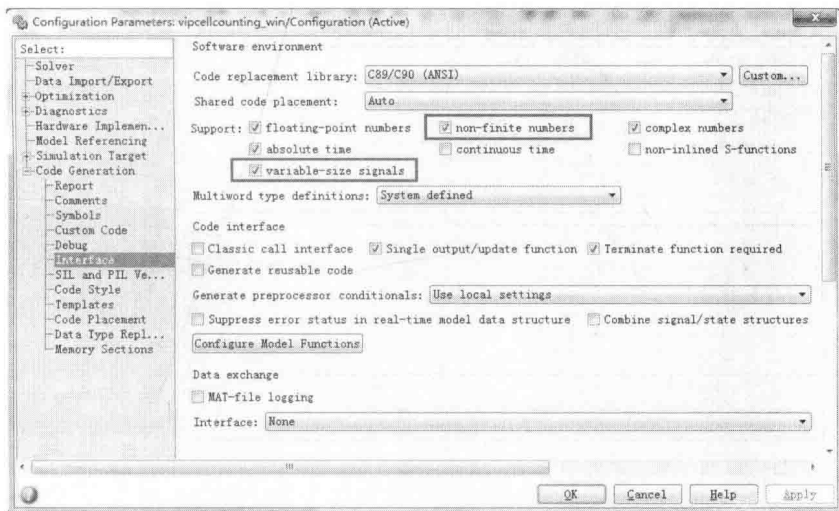 Configuration Parameters: vipcellcounting_win/Configuration (Active)
Select:
Solver
Data Import/Export
Optimization
Diagnostics
Hardware Implemen...
Model Referencing
Simulation Target
Code Generation
Report
Comments
Symbols
Custom Code
Debug
Interface
SIL and PIL Ve...
Code Style
Templates
Code Placement
Data Type Repl...
Memory Sections
Software environment
Code replacement library: C89/C90 (ANSI) Custom...
Shared code placement: Auto
Support: floating-point numbers non-finite numbers complex numbers
absolute time continuous time non-inlined S-functions
variable-size signals
Multiword type definitions: System defined
Code interface
Classic call interface Single output/update function Terminate function required
Generate reusable code
Generate preprocessor conditionals: Use local settings
Suppress error status in real-time model data structure Combine signal/state structures
Configure Model Functions
Data exchange
MAT-file logging
Interface: None
OK Cancel Help Apply